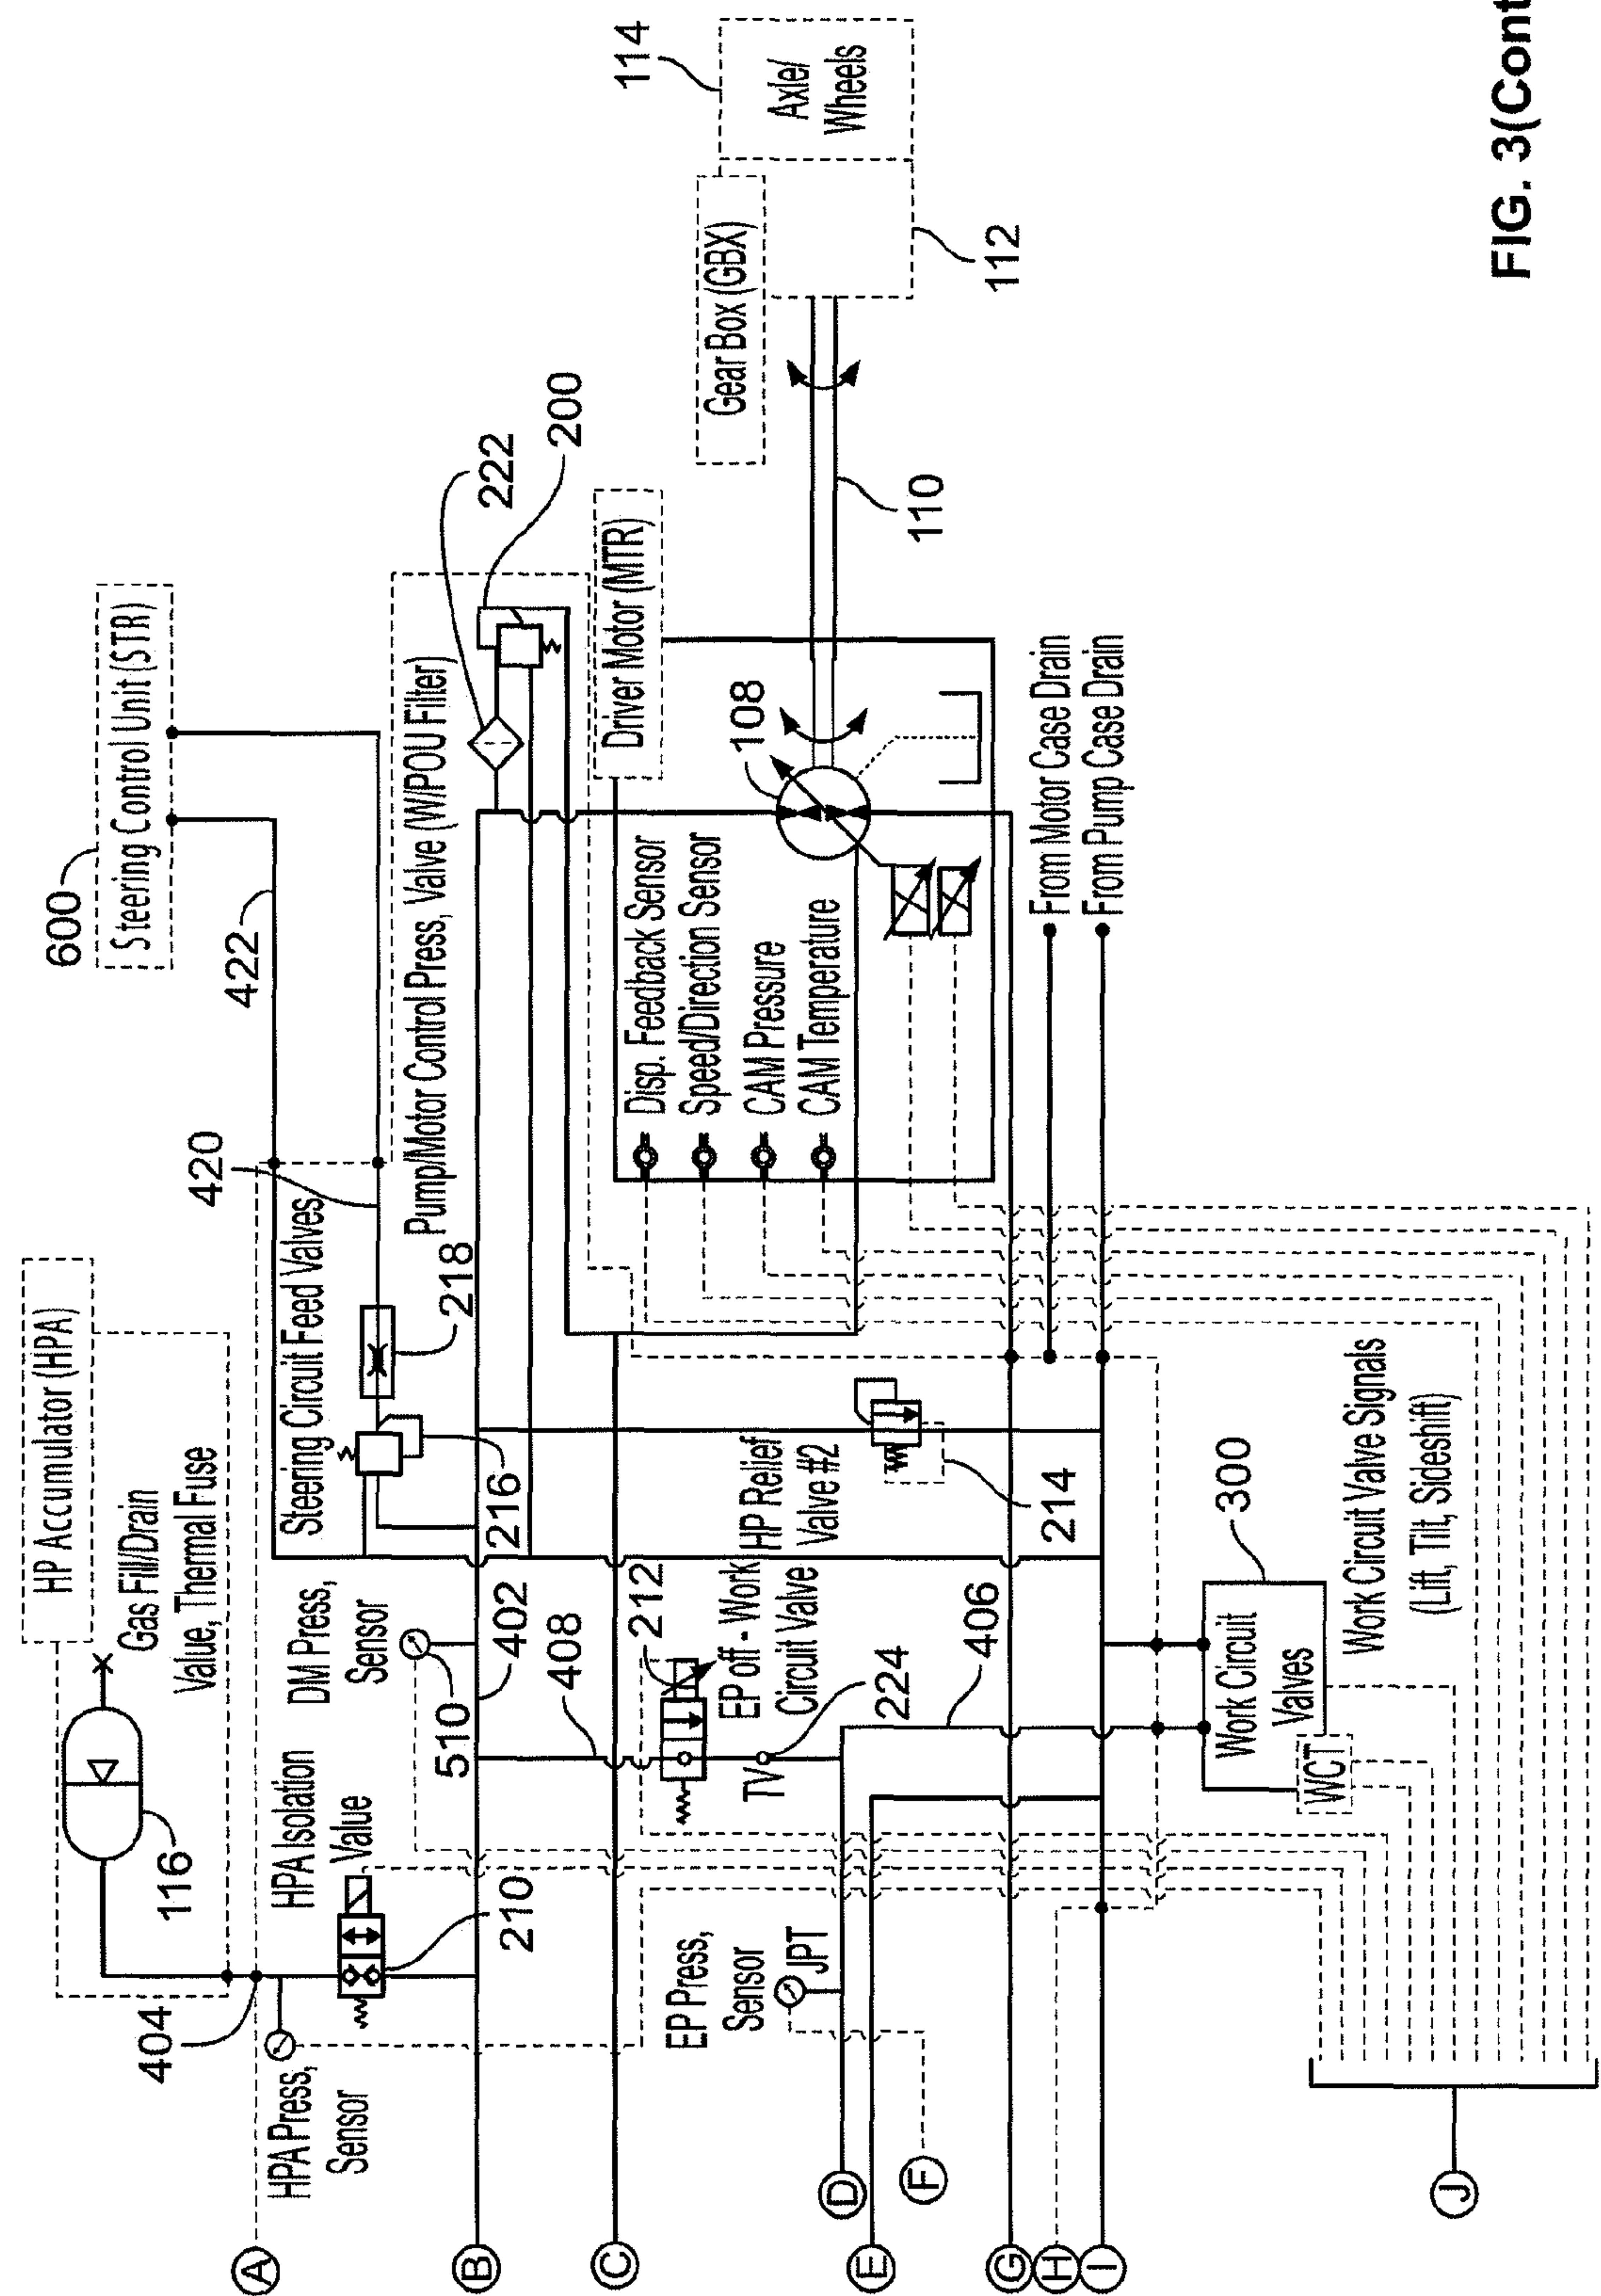 HP Accumulator (HPA)
Gas Fill/Drain
Value, Thermal Fuse
116
404
HPA Press,
Sensor
HPA Isolation
Value
210
600
Steering Control Unit (STR)
422
420
Steering Circuit Feed Valves
218
216
DM Press,
Sensor
510
402
408
Pump/Motor Control Press, Valve (W/POU Filter)
222
200
212
EP off - Work
Circuit Valve
TV
224
HP Relief
Valve #2
214
EP Press,
Sensor
JPT
406
Driver Motor (MTR)
108
Disp. Feedback Sensor
Speed/Direction Sensor
CAM Pressure
CAM Temperature
110
Gear Box (GBX)
112
114
Axle/
Wheels
From Motor Case Drain
From Pump Case Drain
300
Work Circuit
Valves
WCT
Work Circuit Valve Signals
(Lift, Tilt, Sideshift)
A
B
C
D
E
F
G
H
I
J
FIG. 3(Cont